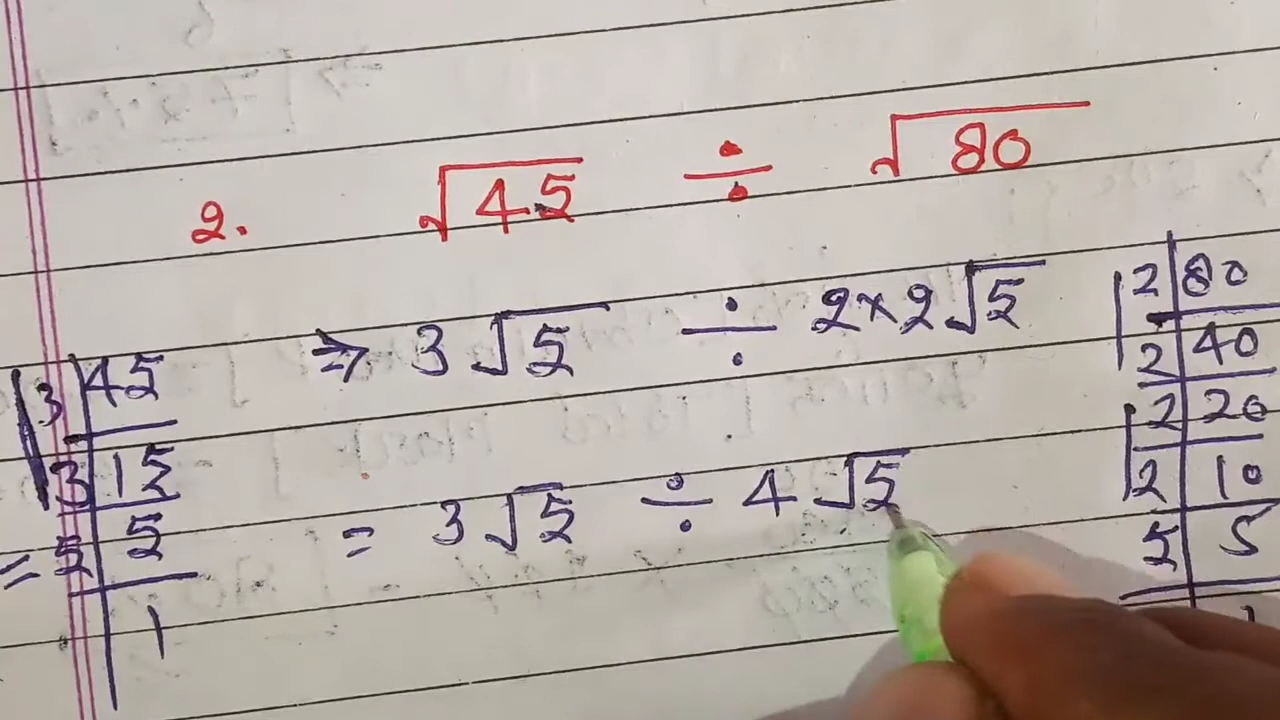 2. √45 ÷ √80
⇒ 3√5 ÷ 2×2√5
= 3√5 ÷ 4√5
3 45
3 15
= 5 5
1
2 80
2 40
2 20
2 10
5 5
1